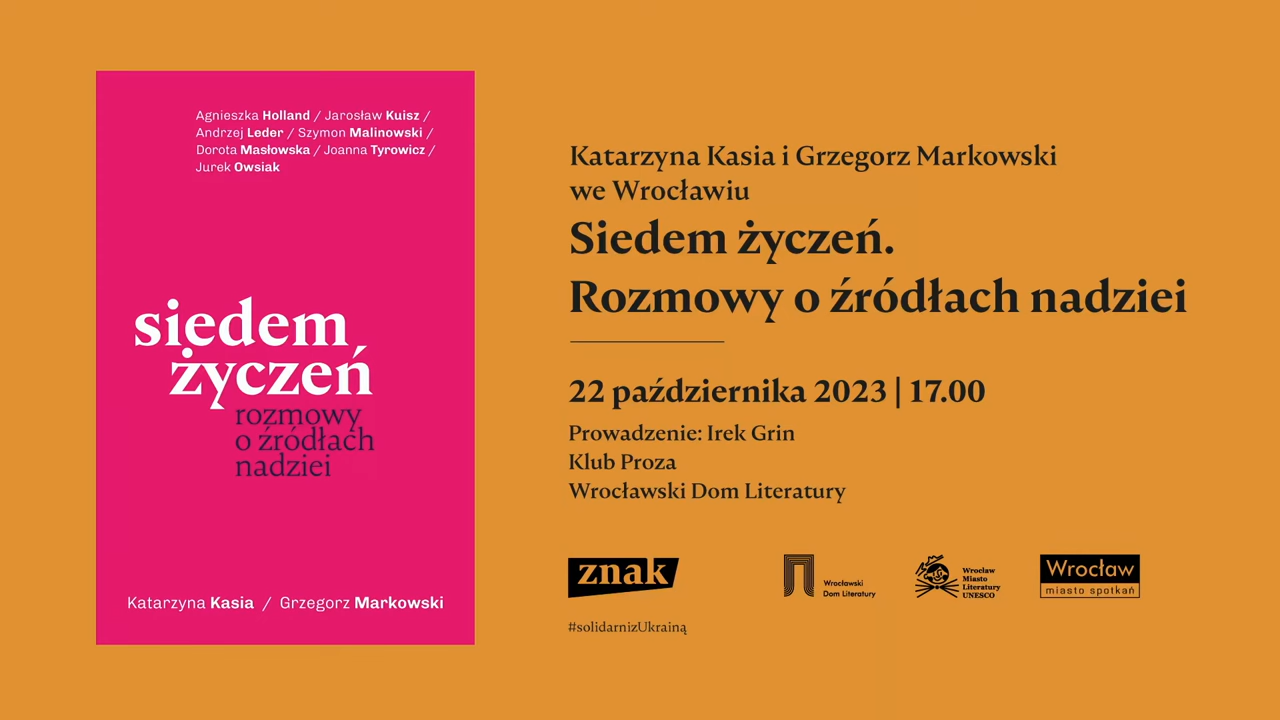 Agnieszka Holland / Jarosław Kuisz /
Andrzej Leder / Szymon Malinowski /
Dorota Masłowska / Joanna Tyrowicz /
Jurek Owsiak
siedem
życzeń
rozmowy
o źródłach
nadziei
Katarzyna Kasia / Grzegorz Markowski
Katarzyna Kasia i Grzegorz Markowski
we Wrocławiu
Siedem życzeń.
Rozmowy o źródłach nadziei
22 października 2023 | 17.00
Prowadzenie: Irek Grin
Klub Proza
Wrocławski Dom Literatury
znak
Wrocławski
Dom Literatury
Wrocław
Miasto
Literatury
UNESCO
Wrocław
miasto spotkań
#solidarnizUkrainą